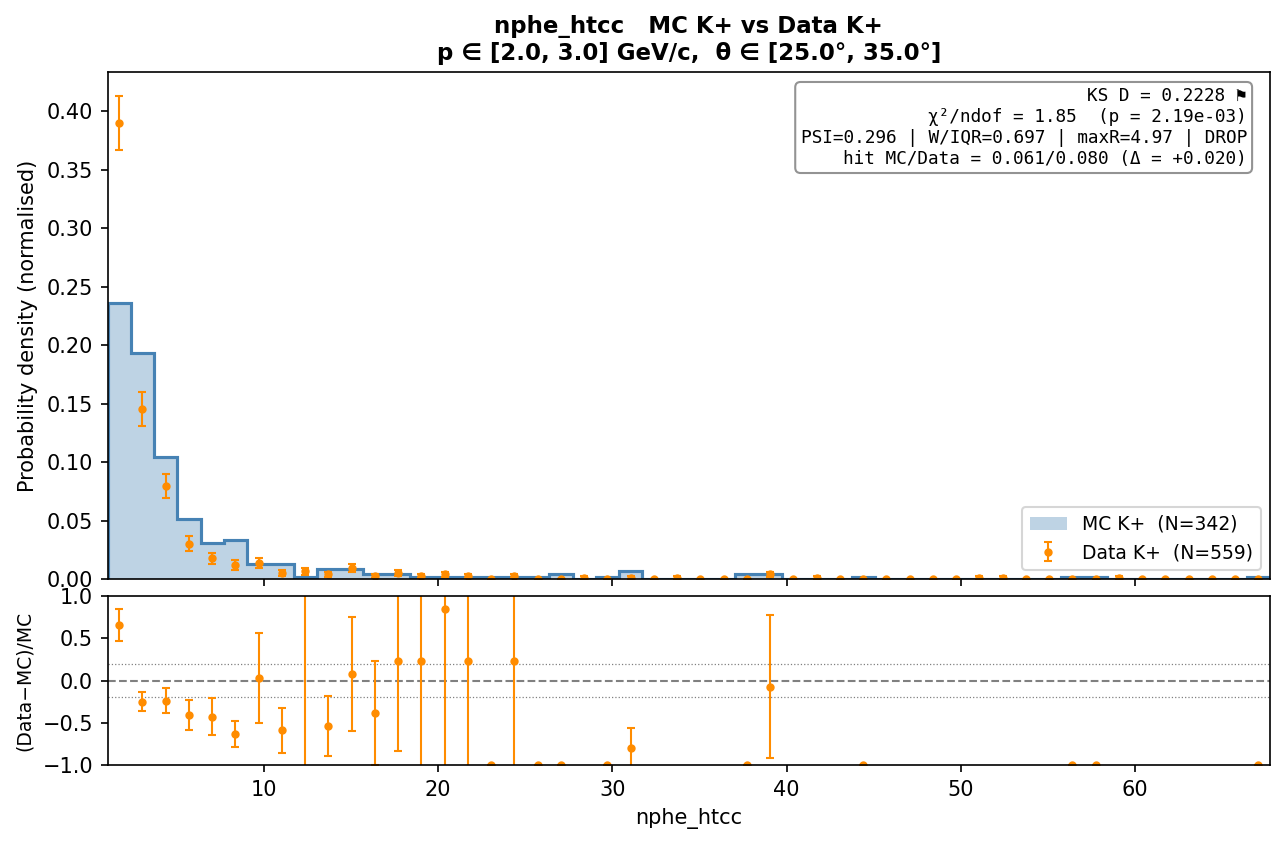 nphe_htcc   MC K+ vs Data K+
p ∈ [2.0, 3.0] GeV/c,  θ ∈ [25.0°, 35.0°]
KS D = 0.2228 ⚑
χ²/ndof = 1.85  (p = 2.19e-03)
PSI=0.296 | W/IQR=0.697 | maxR=4.97 | DROP
hit MC/Data = 0.061/0.080 (Δ = +0.020)
Probability density (normalised)
0.40
0.35
0.30
0.25
0.20
0.15
0.10
0.05
0.00
MC K+  (N=342)
Data K+  (N=559)
(Data−MC)/MC
1.0
0.5
0.0
−0.5
−1.0
10 20 30 40 50 60
nphe_htcc